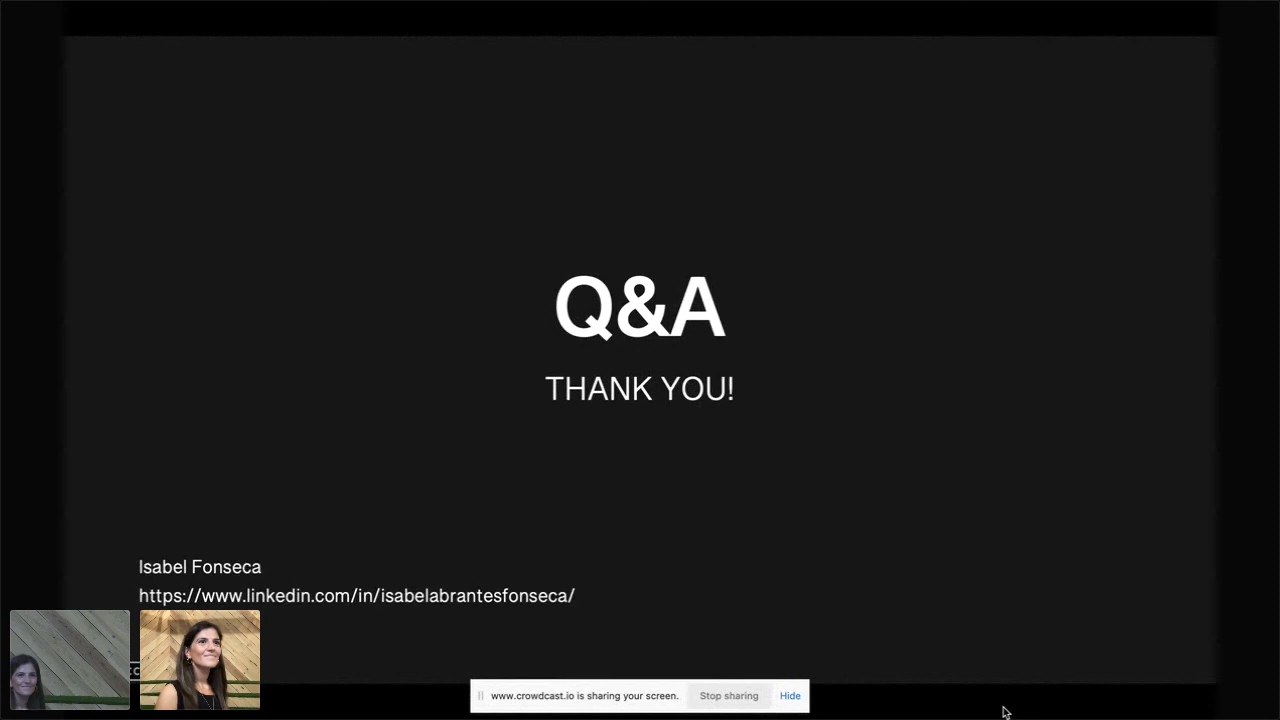 Q&A
THANK YOU!
Isabel Fonseca
https://www.linkedin.com/in/isabelabrantesfonseca/
www.crowdcast.io is sharing your screen. Stop sharing Hide